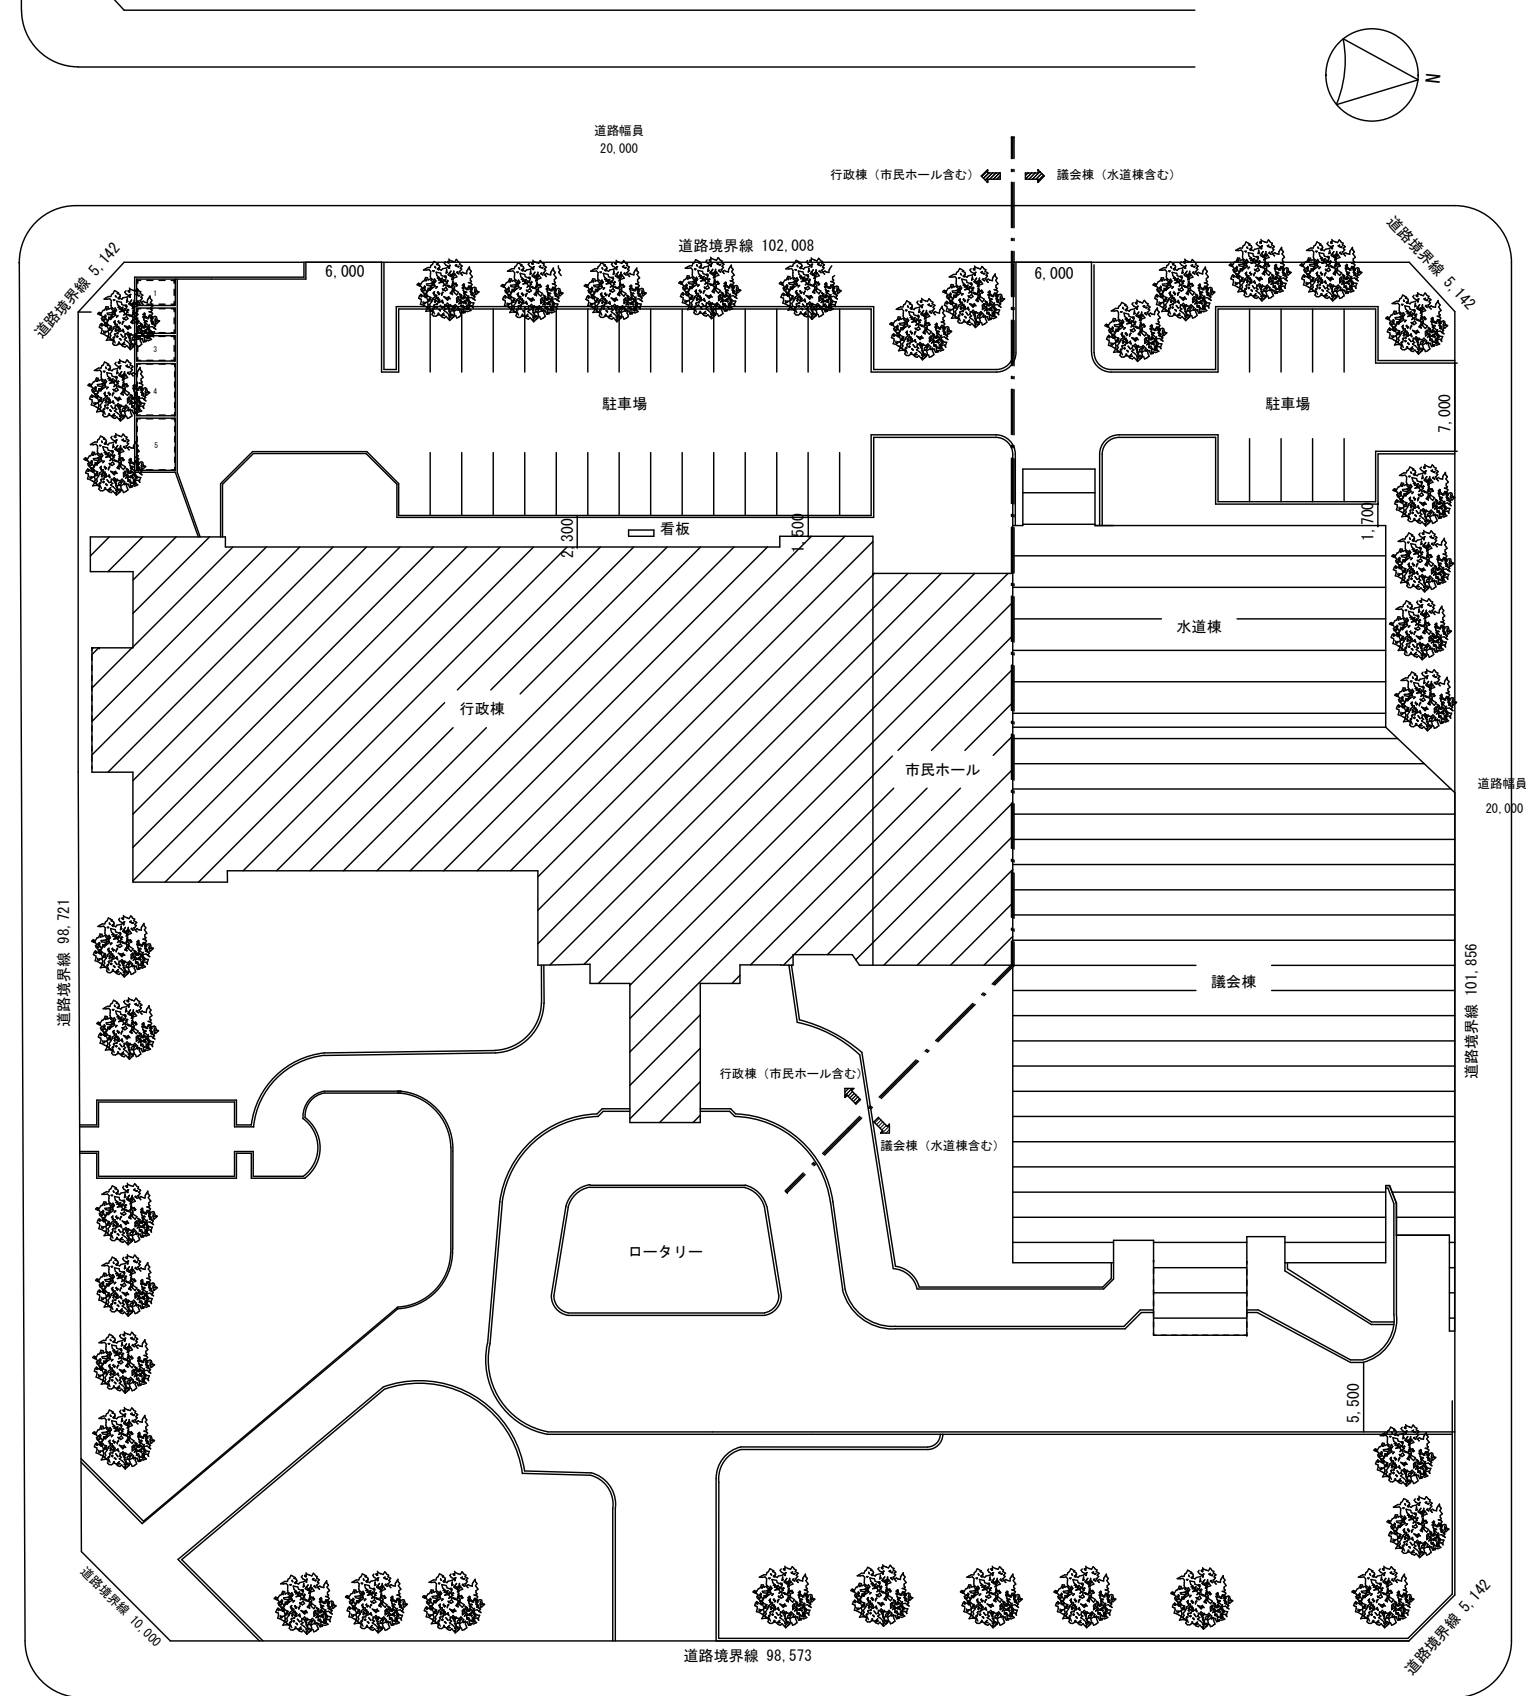 N
道路幅員
20,000
行政棟（市民ホール含む）
議会棟（水道棟含む）
道路境界線 5,142
道路境界線 102,008
道路境界線 5,142
6,000
6,000
1
3
4
5
駐車場
駐車場
7,000
2,300
看板
1,500
1,700
水道棟
行政棟
市民ホール
道路幅員
20,000
道路境界線 98,721
議会棟
道路境界線 101,856
行政棟（市民ホール含む）
議会棟（水道棟含む）
ロータリー
5,500
道路境界線 10,000
道路境界線 98,573
道路境界線 5,142